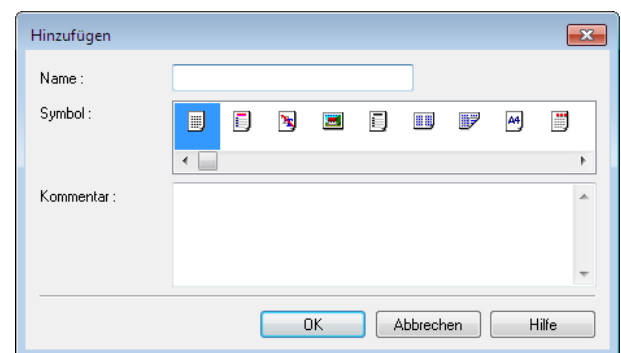 Hinzufügen
Name :
Symbol :
A4
Kommentar :
OK Abbrechen Hilfe